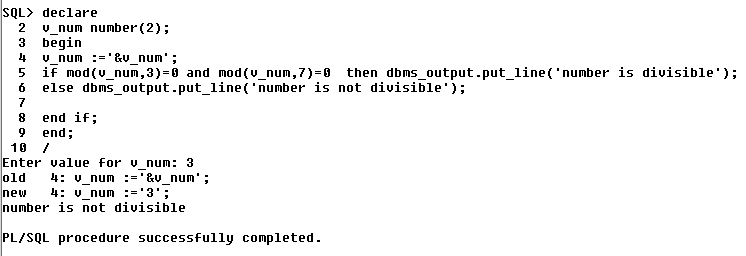 SQL> declare
2 v_num number(2);
3 begin
4 v_num :='&v_num';
5 if mod(v_num,3)=0 and mod(v_num,7)=0  then dbms_output.put_line('number is divisible');
6 else dbms_output.put_line('number is not divisible');
7
8 end if;
9 end;
10 /
Enter value for v_num: 3
old   4: v_num :='&v_num';
new   4: v_num :='3';
number is not divisible
PL/SQL procedure successfully completed.